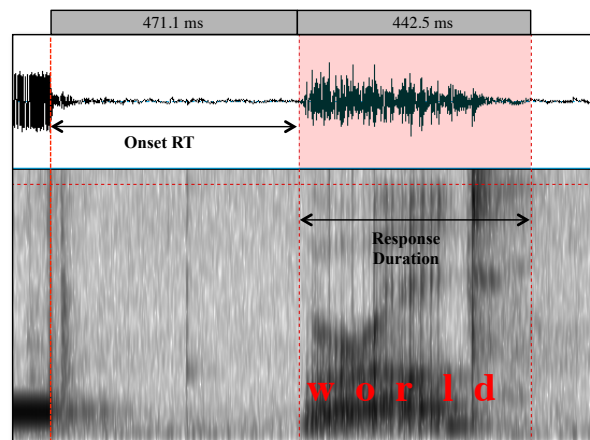 471.1 ms 442.5 ms
Onset RT
Response
Duration
w o r l d